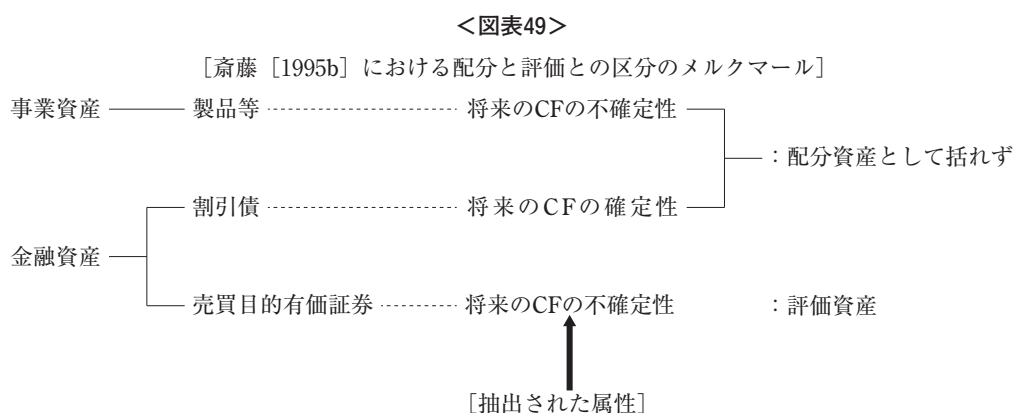 ＜図表49＞
［斎藤［1995b］における配分と評価との区分のメルクマール］
事業資産 製品等 将来のCFの不確定性
：配分資産として括れず
割引債 将来のCFの確定性
金融資産
売買目的有価証券 将来のCFの不確定性 ：評価資産
［抽出された属性］